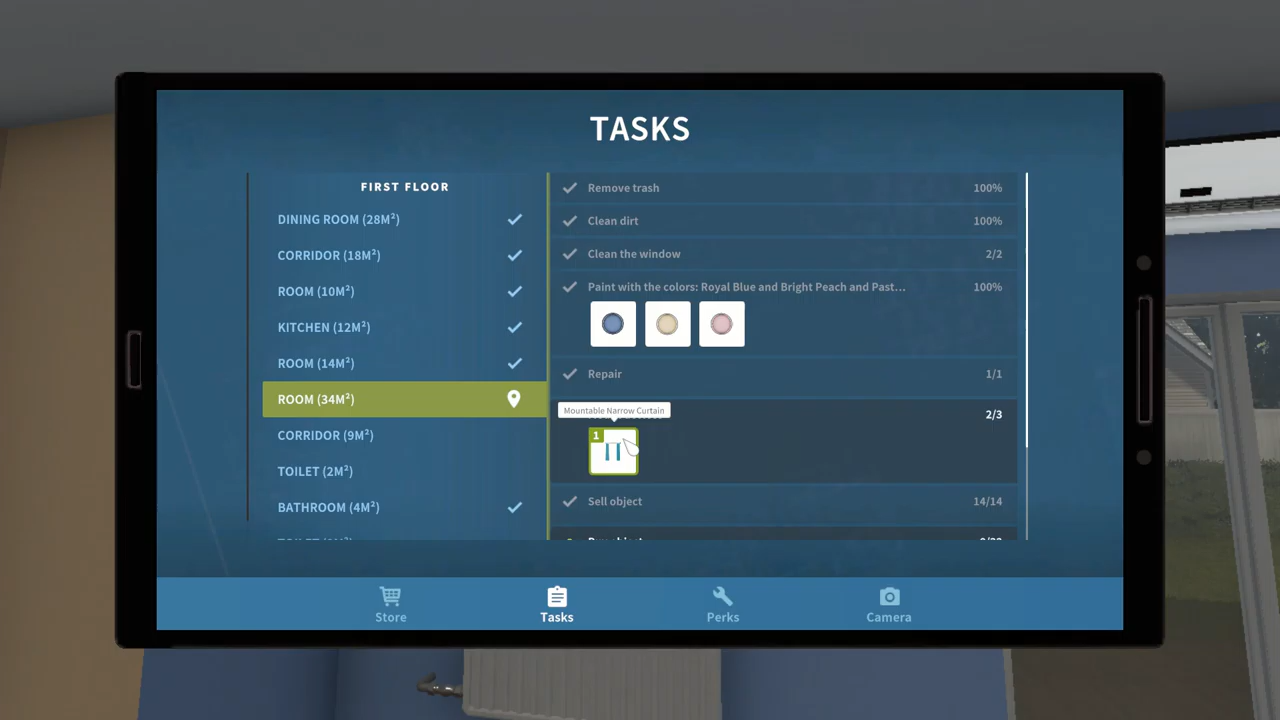 TASKS
FIRST FLOOR
DINING ROOM (28M²)
CORRIDOR (18M²)
ROOM (10M²)
KITCHEN (12M²)
ROOM (14M²)
ROOM (34M²)
CORRIDOR (9M²)
TOILET (2M²)
BATHROOM (4M²)
Remove trash 100%
Clean dirt 100%
Clean the window 2/2
Paint with the colors: Royal Blue and Bright Peach and Past... 100%
Repair 1/1
Mountable Narrow Curtain
2/3
1
Sell object 14/14
Store
Tasks
Perks
Camera